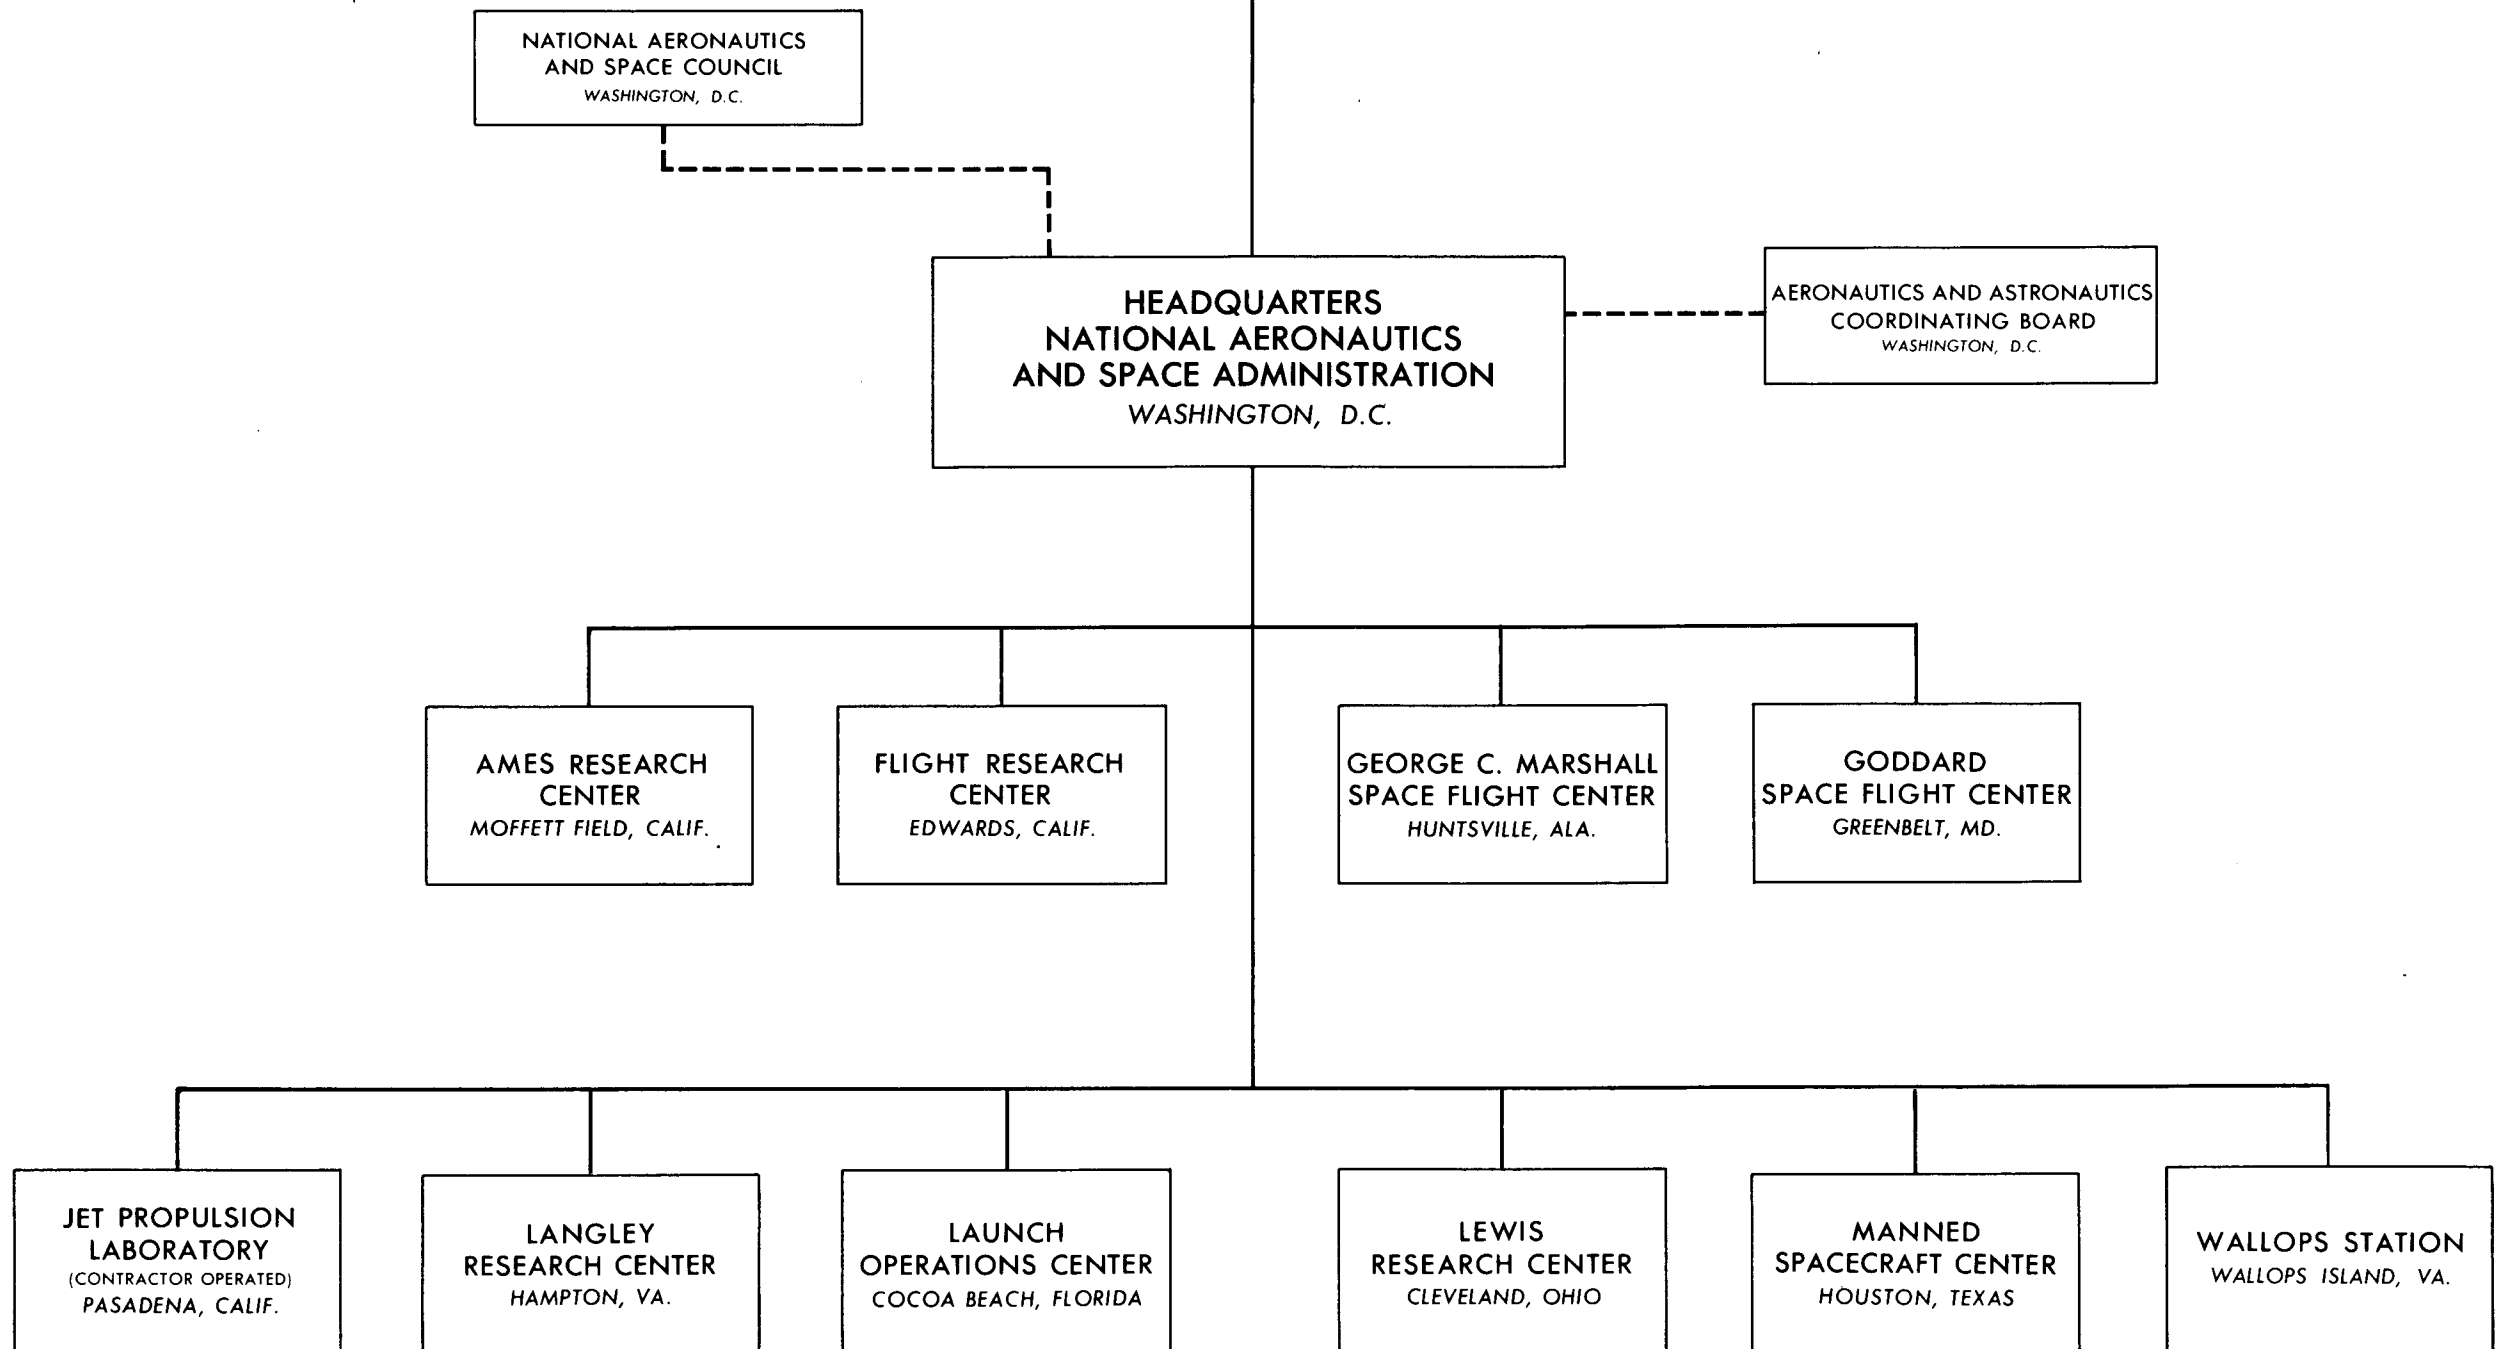 NATIONAL AERONAUTICS
AND SPACE COUNCIL
WASHINGTON, D.C.
HEADQUARTERS
NATIONAL AERONAUTICS
AND SPACE ADMINISTRATION
WASHINGTON, D.C.
AERONAUTICS AND ASTRONAUTICS
COORDINATING BOARD
WASHINGTON, D.C.
AMES RESEARCH
CENTER
MOFFETT FIELD, CALIF.
FLIGHT RESEARCH
CENTER
EDWARDS, CALIF.
GEORGE C. MARSHALL
SPACE FLIGHT CENTER
HUNTSVILLE, ALA.
GODDARD
SPACE FLIGHT CENTER
GREENBELT, MD.
JET PROPULSION
LABORATORY
(CONTRACTOR OPERATED)
PASADENA, CALIF.
LANGLEY
RESEARCH CENTER
HAMPTON, VA.
LAUNCH
OPERATIONS CENTER
COCOA BEACH, FLORIDA
LEWIS
RESEARCH CENTER
CLEVELAND, OHIO
MANNED
SPACECRAFT CENTER
HOUSTON, TEXAS
WALLOPS STATION
WALLOPS ISLAND, VA.